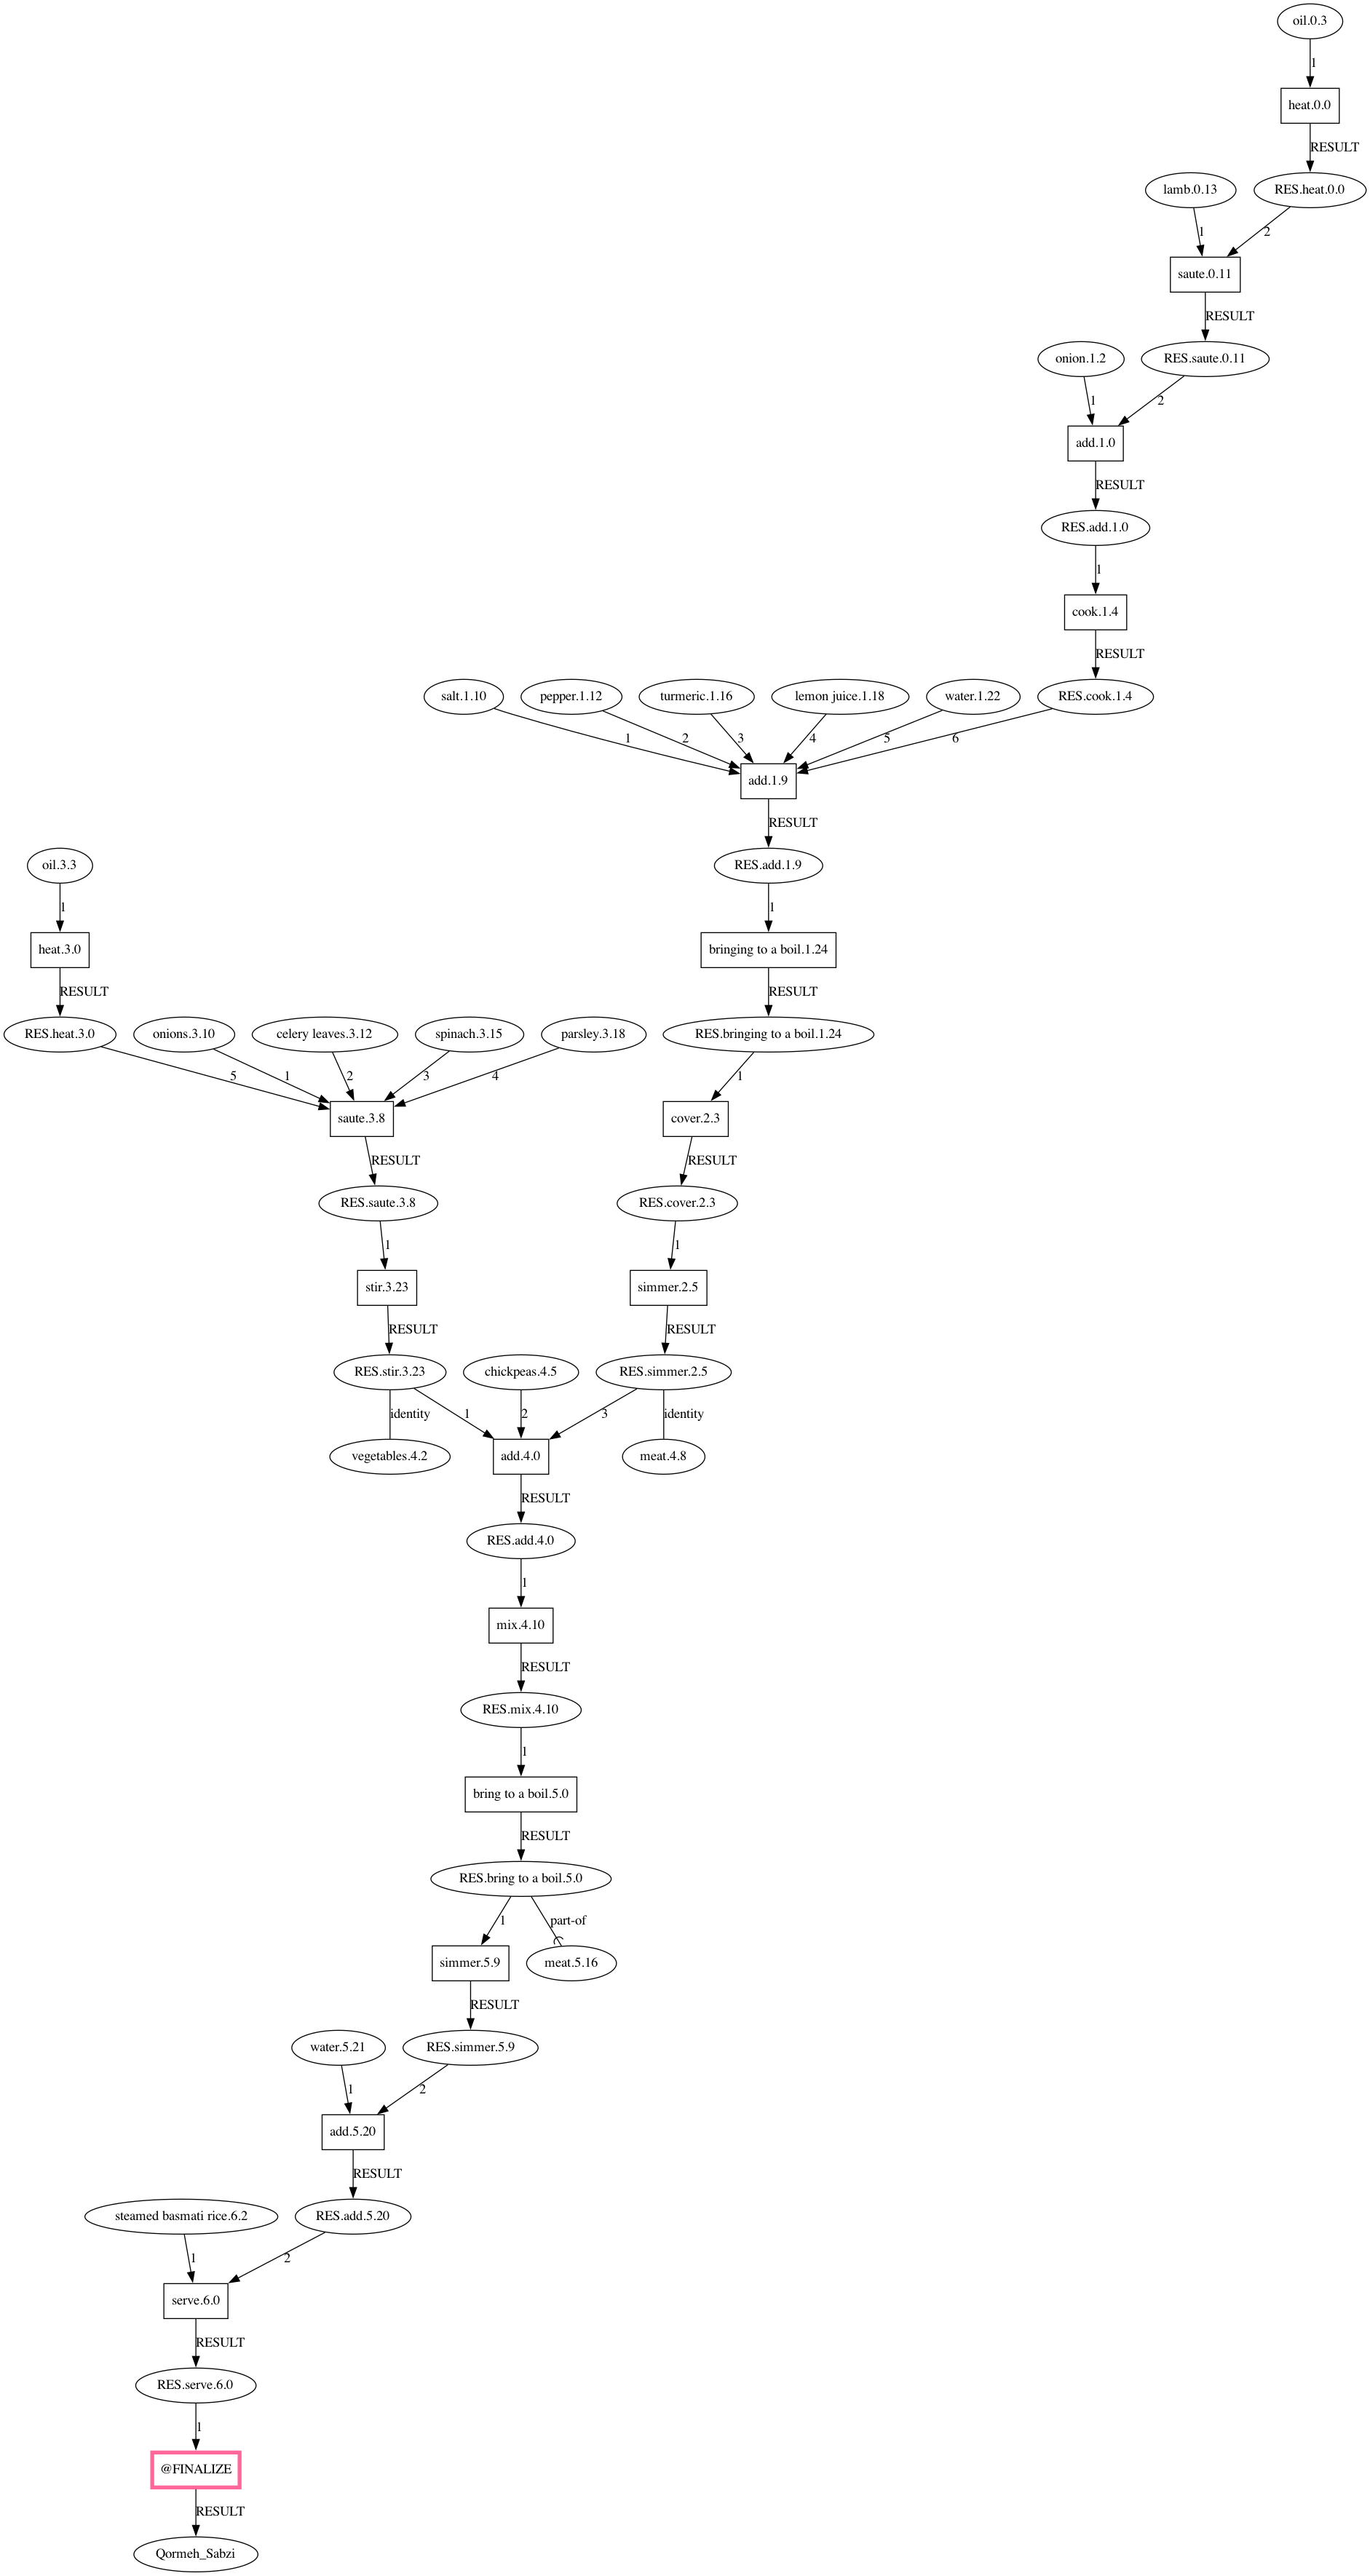 oil.0.3
1
heat.0.0
RESULT
lamb.0.13
RES.heat.0.0
1
2
saute.0.11
RESULT
onion.1.2
RES.saute.0.11
1
2
add.1.0
RESULT
RES.add.1.0
1
cook.1.4
RESULT
salt.1.10
pepper.1.12
turmeric.1.16
lemon juice.1.18
water.1.22
RES.cook.1.4
1
2
3
4
5
6
add.1.9
RESULT
oil.3.3
RES.add.1.9
1
1
heat.3.0
bringing to a boil.1.24
RESULT
RESULT
RES.heat.3.0
onions.3.10
celery leaves.3.12
spinach.3.15
parsley.3.18
RES.bringing to a boil.1.24
5
1
2
3
4
1
saute.3.8
cover.2.3
RESULT
RESULT
RES.saute.3.8
RES.cover.2.3
1
1
stir.3.23
simmer.2.5
RESULT
RESULT
RES.stir.3.23
chickpeas.4.5
RES.simmer.2.5
identity
1
2
3
identity
vegetables.4.2
add.4.0
meat.4.8
RESULT
RES.add.4.0
1
mix.4.10
RESULT
RES.mix.4.10
1
bring to a boil.5.0
RESULT
RES.bring to a boil.5.0
1
part-of
simmer.5.9
meat.5.16
RESULT
water.5.21
RES.simmer.5.9
1
2
add.5.20
RESULT
steamed basmati rice.6.2
RES.add.5.20
1
2
serve.6.0
RESULT
RES.serve.6.0
1
@FINALIZE
RESULT
Qormeh_Sabzi